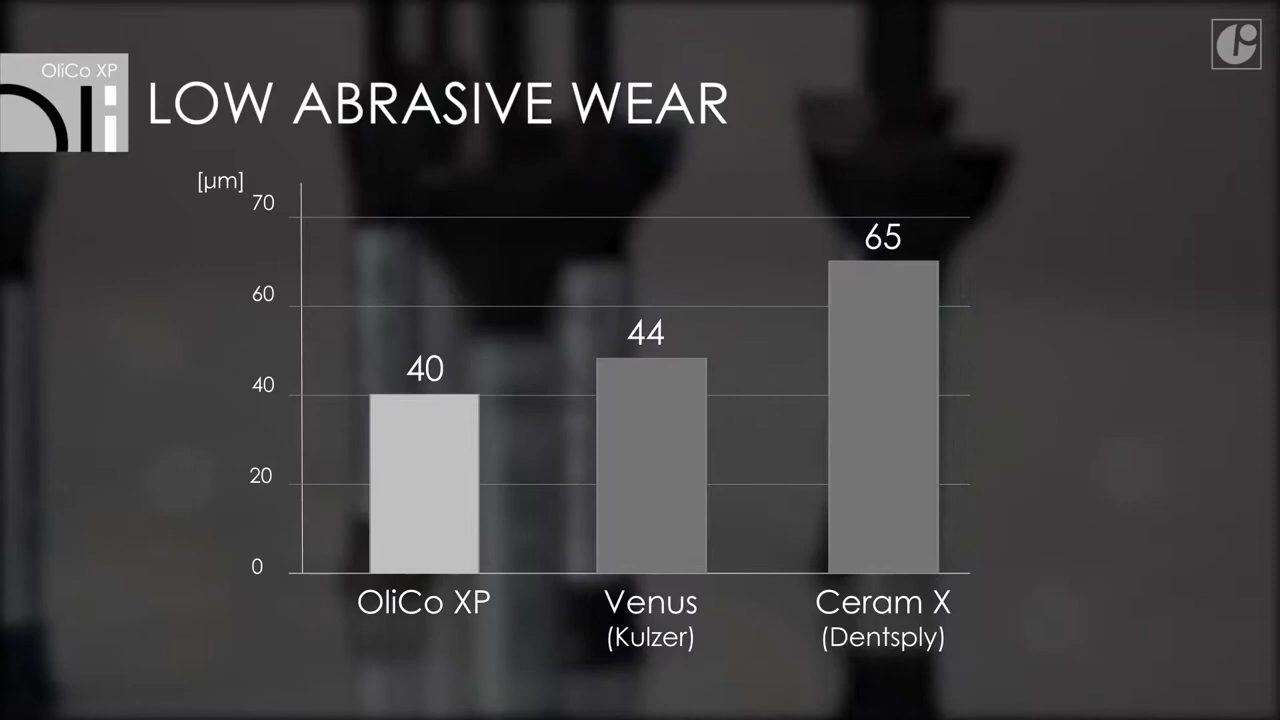 OliCo XP
Oli
LOW ABRASIVE WEAR
[µm]
70
60
40
20
0
40
44
65
OliCo XP
Venus
(Kulzer)
Ceram X
(Dentsply)